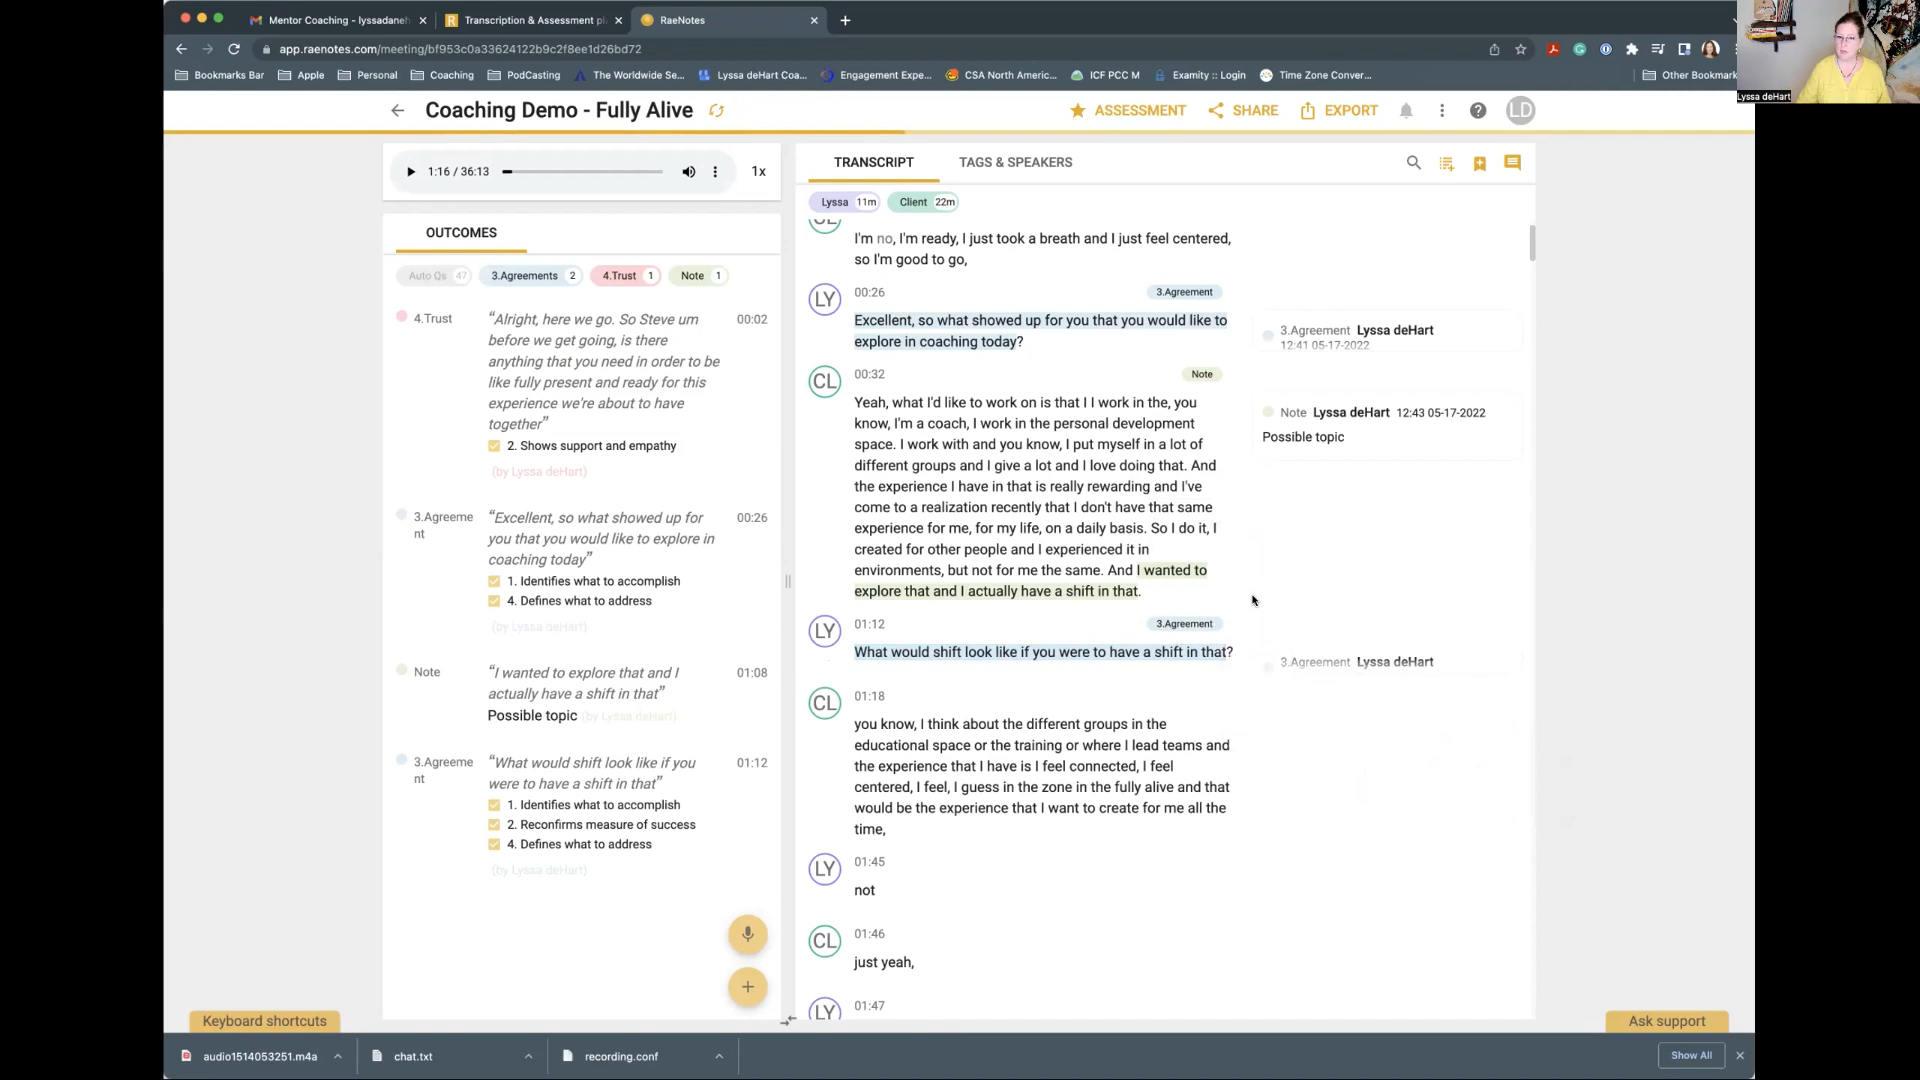 Mentor Coaching - lyssadaneh
Transcription & Assessment pl
RaeNotes
app.raenotes.com/meeting/bf953c0a33624122b9c2f8ee1d26bd72
Bookmarks Bar
Apple
Personal
Coaching
PodCasting
The Worldwide Se...
Lyssa deHart Coa...
Engagement Expe...
CSA North Americ...
ICF PCC M
Examity :: Login
Time Zone Conver...
Other Bookmark
Lyssa deHart
Coaching Demo - Fully Alive
ASSESSMENT
SHARE
EXPORT
LD
1:16 / 36:13
1x
OUTCOMES
Auto Qs 47
3.Agreements 2
4.Trust 1
Note 1
4.Trust
"Alright, here we go. So Steve um
before we get going, is there
anything that you need in order to be
like fully present and ready for this
experience we're about to have
together"
00:02
2. Shows support and empathy
(by Lyssa deHart)
3.Agreeme
nt
"Excellent, so what showed up for
you that you would like to explore in
coaching today"
00:26
1. Identifies what to accomplish
4. Defines what to address
(by Lyssa deHart)
Note
"I wanted to explore that and I
actually have a shift in that"
01:08
Possible topic (by Lyssa deHart)
3.Agreeme
nt
"What would shift look like if you
were to have a shift in that"
01:12
1. Identifies what to accomplish
2. Reconfirms measure of success
4. Defines what to address
(by Lyssa deHart)
TRANSCRIPT
TAGS & SPEAKERS
Lyssa 11m
Client 22m
CL
I'm no, I'm ready, I just took a breath and I just feel centered,
so I'm good to go,
LY
00:26
3.Agreement
Excellent, so what showed up for you that you would like to
explore in coaching today?
3.Agreement Lyssa deHart
12:41 05-17-2022
CL
00:32
Note
Yeah, what I'd like to work on is that I I work in the, you
know, I'm a coach, I work in the personal development
space. I work with and you know, I put myself in a lot of
different groups and I give a lot and I love doing that. And
the experience I have in that is really rewarding and I've
come to a realization recently that I don't have that same
experience for me, for my life, on a daily basis. So I do it, I
created for other people and I experienced it in
environments, but not for me the same. And I wanted to
explore that and I actually have a shift in that.
Note Lyssa deHart 12:43 05-17-2022
Possible topic
LY
01:12
3.Agreement
What would shift look like if you were to have a shift in that?
3.Agreement Lyssa deHart
CL
01:18
you know, I think about the different groups in the
educational space or the training or where I lead teams and
the experience that I have is I feel connected, I feel
centered, I feel, I guess in the zone in the fully alive and that
would be the experience that I want to create for me all the
time,
LY
01:45
not
CL
01:46
just yeah,
LY
01:47
Keyboard shortcuts
Ask support
audio1514053251.m4a
chat.txt
recording.conf
Show All